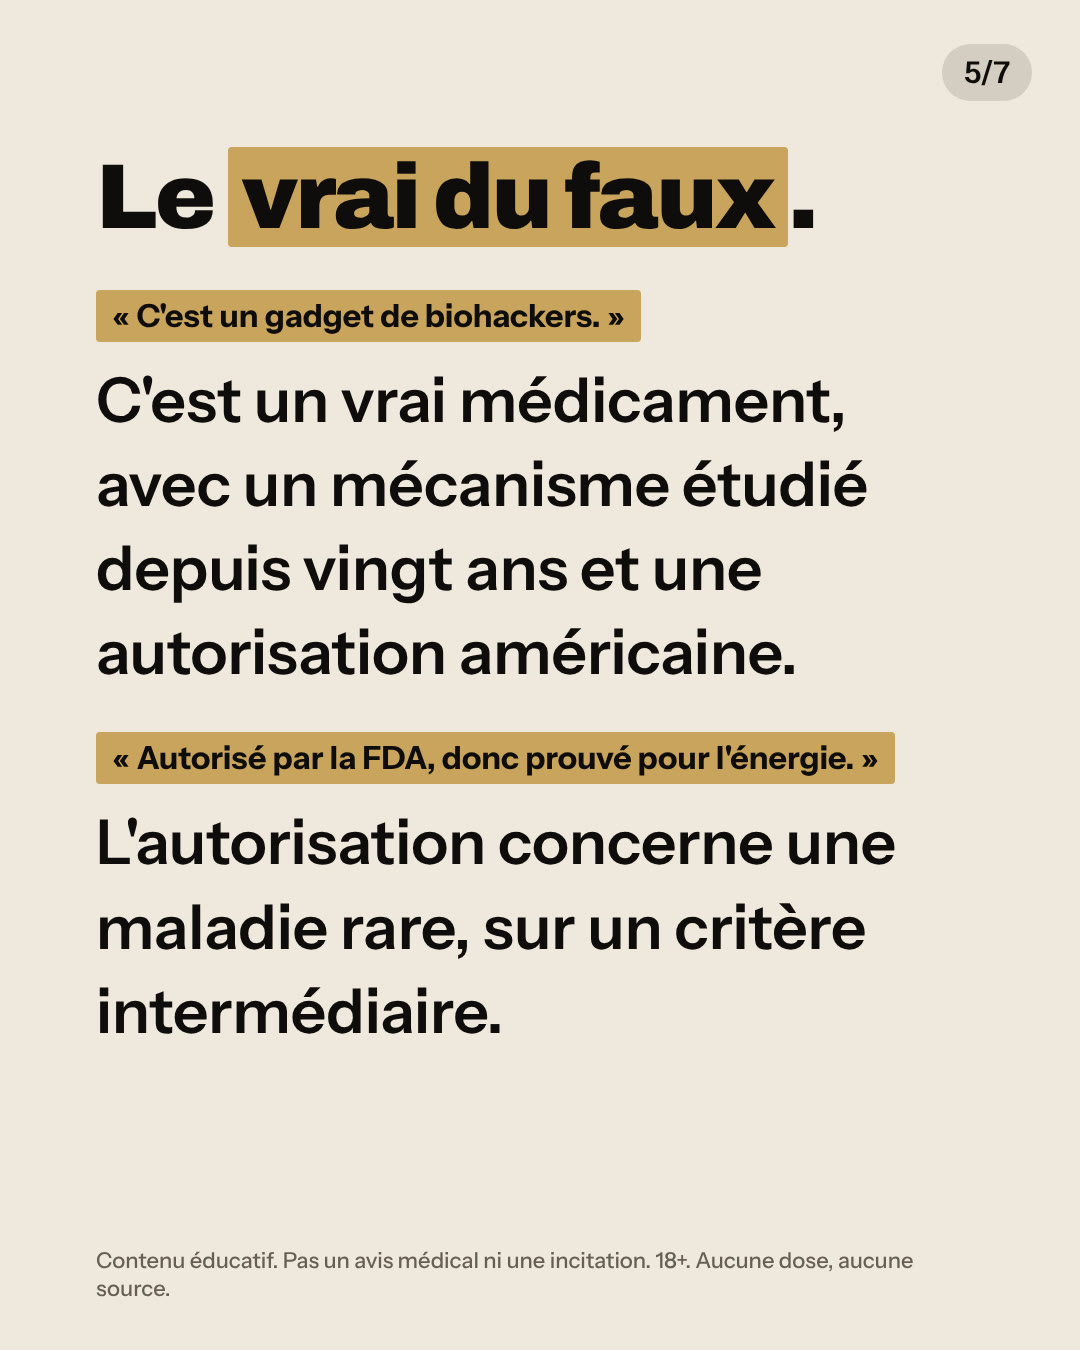 5/7
Le vrai du faux.
« C'est un gadget de biohackers. »
C'est un vrai médicament,
avec un mécanisme étudié
depuis vingt ans et une
autorisation américaine.
« Autorisé par la FDA, donc prouvé pour l'énergie. »
L'autorisation concerne une
maladie rare, sur un critère
intermédiaire.
Contenu éducatif. Pas un avis médical ni une incitation. 18+. Aucune dose, aucune
source.